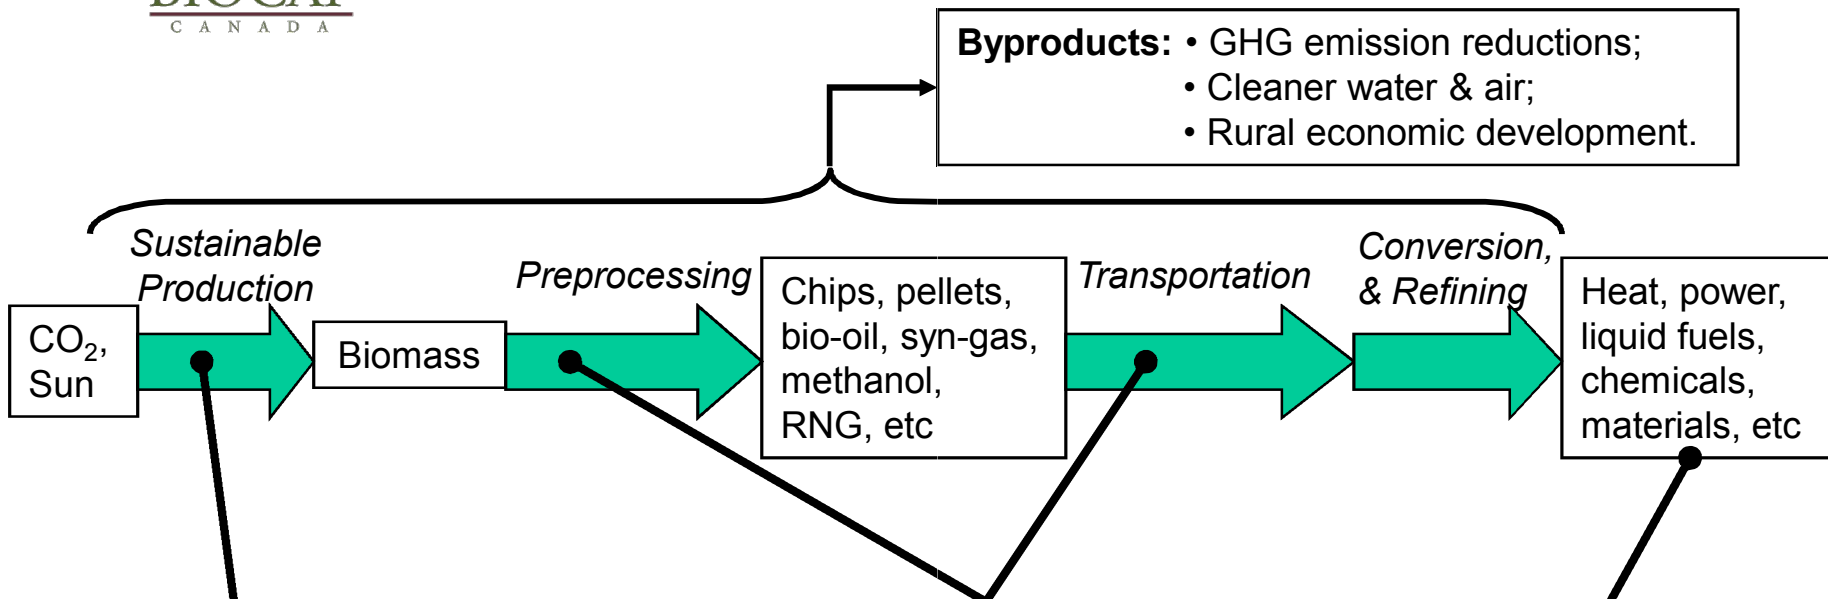 BIOCAP
CANADA
Byproducts: • GHG emission reductions;
• Cleaner water & air;
• Rural economic development.
Sustainable
Production
Preprocessing
Transportation
Conversion,
& Refining
CO₂,
Sun
Biomass
Chips, pellets,
bio-oil, syn-gas,
methanol,
RNG, etc
Heat, power,
liquid fuels,
chemicals,
materials, etc